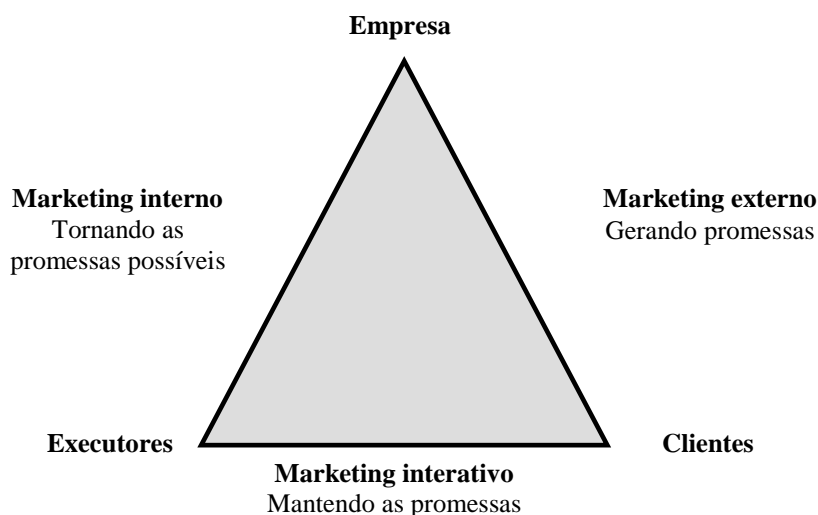 Empresa
Marketing interno
Tornando as
promessas possíveis
Marketing externo
Gerando promessas
Executores
Clientes
Marketing interativo
Mantendo as promessas